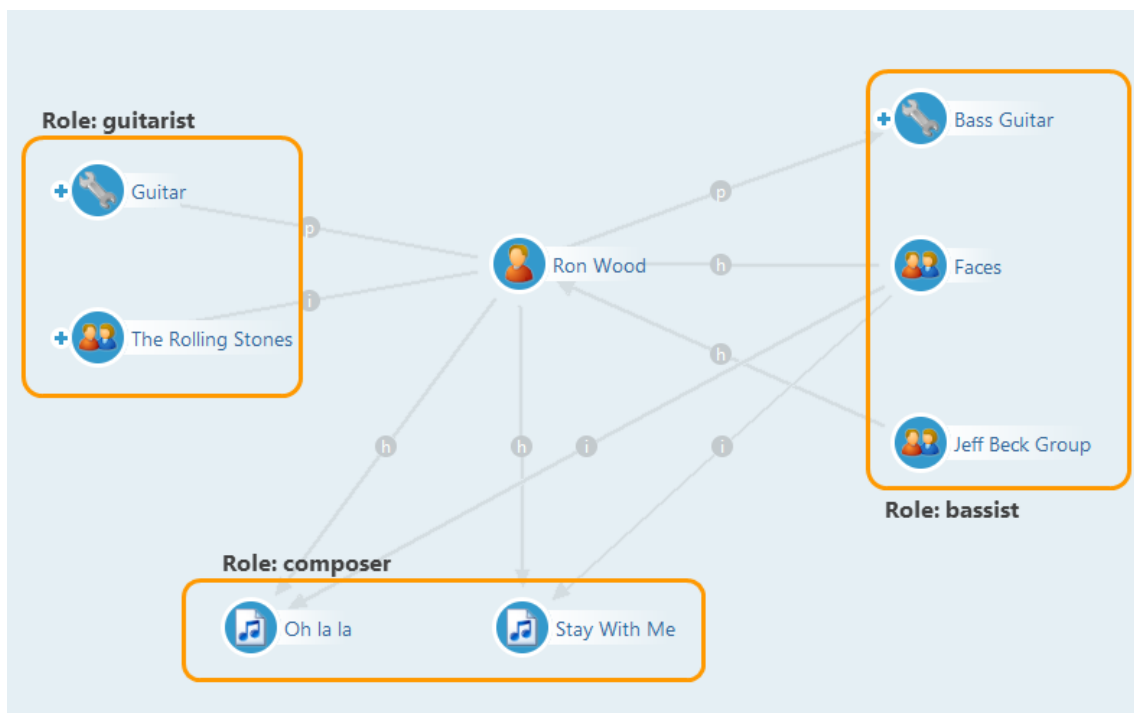 Role: guitarist
Guitar
The Rolling Stones
p
i
Ron Wood
p
h
h
Bass Guitar
Faces
Jeff Beck Group
Role: bassist
h
h
i
i
Role: composer
Oh la la
Stay With Me